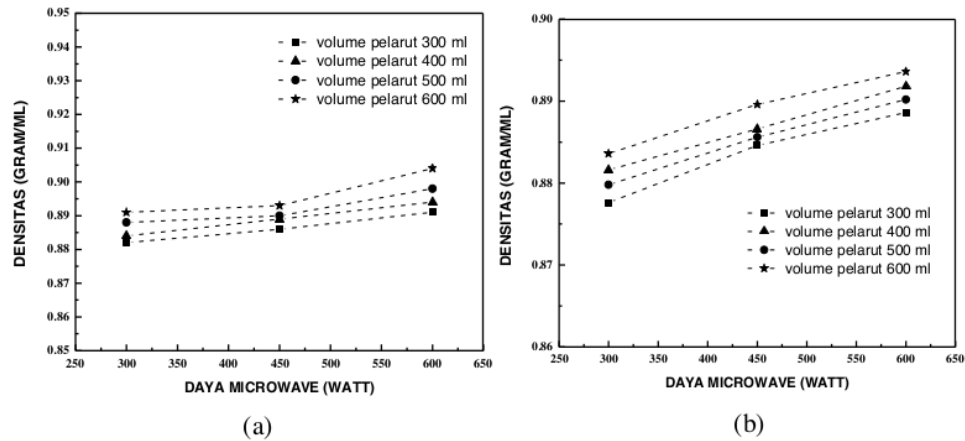 0.95
0.94
0.93
0.92
0.91
0.90
0.89
0.88
0.87
0.86
0.85
DENSITAS (GRAM/ML)
volume pelarut 300 ml
volume pelarut 400 ml
volume pelarut 500 ml
volume pelarut 600 ml
250 300 350 400 450 500 550 600 650
DAYA MICROWAVE (WATT)
(a)
0.90
0.89
0.88
0.87
0.86
DENSITAS (GRAM/ML)
volume pelarut 300 ml
volume pelarut 400 ml
volume pelarut 500 ml
volume pelarut 600 ml
250 300 350 400 450 500 550 600 650
DAYA MICROWAVE (WATT)
(b)